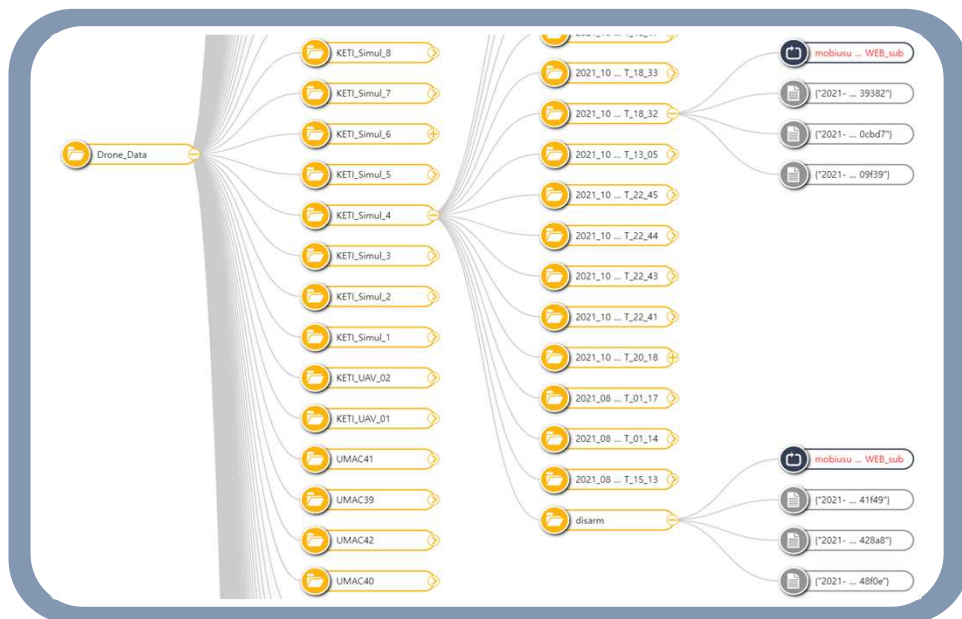 Drone_Data
KETI_Simul_8
KETI_Simul_7
KETI_Simul_6
KETI_Simul_5
KETI_Simul_4
KETI_Simul_3
KETI_Simul_2
KETI_Simul_1
KETI_UAV_02
KETI_UAV_01
UMAC41
UMAC39
UMAC42
UMAC40
2021_10 ... T_18_33
2021_10 ... T_18_32
2021_10 ... T_13_05
2021_10 ... T_22_45
2021_10 ... T_22_44
2021_10 ... T_22_43
2021_10 ... T_22_41
2021_10 ... T_20_18
2021_08 ... T_01_17
2021_08 ... T_01_14
2021_08 ... T_15_13
disarm
mobiusu ... WEB_sub
{"2021- ... 39382"}
{"2021- ... 0cbd7"}
{"2021- ... 09f39"}
mobiusu ... WEB_sub
{"2021- ... 41f49"}
{"2021- ... 428a8"}
{"2021- ... 48f0e"}